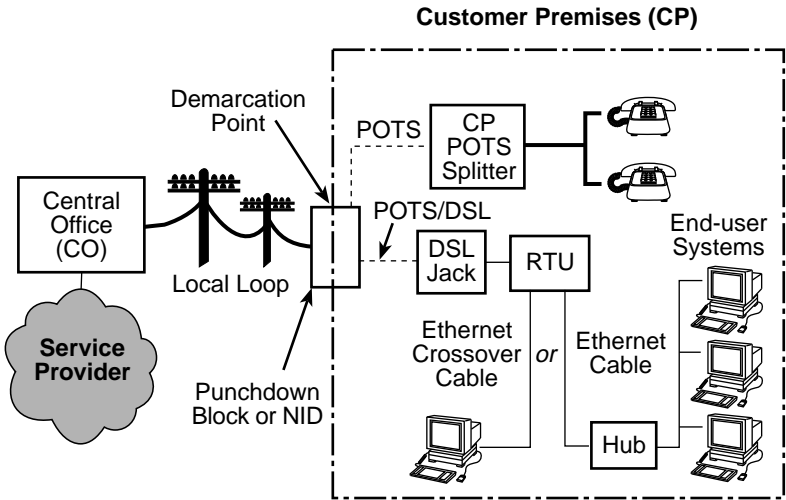 Customer Premises (CP)
Demarcation
Point
POTS
CP
POTS
Splitter
Central
Office
(CO)
POTS/DSL
Local Loop
DSL
Jack
RTU
End-user
Systems
Service
Provider
Ethernet
Crossover
Cable
or
Ethernet
Cable
Punchdown
Block or NID
Hub